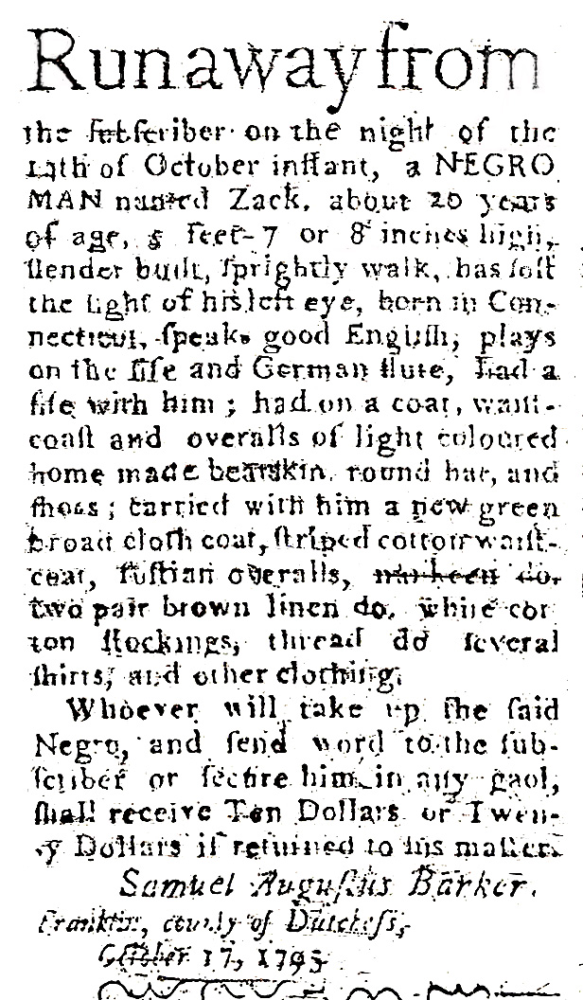 Runaway from
the ſubſcriber on the night of the
14th of October inſtant, a NEGRO
MAN named Zack, about 20 years
of age, 5 feet 7 or 8 inches high,
ſlender built, ſprightly walk, has loſt
the ſight of his left eye, born in Con-
necticut, ſpeaks good Engliſh, plays
on the fife and German flute, had a
fife with him; had on a coat, waiſt-
coaſt and overalls of light coloured
home made bearskin, round hat, and
ſhoes; carried with him a new green
broad cloth coat, ſtriped cotton waiſt-
coat, fuſtian overalls, nankeen do.
two pair brown linen do. white cot
ton ſtockings, thread do ſeveral
ſhirts, and other clothing.
Whoever will take up the ſaid
Negro, and ſend word to the ſub-
ſcriber or ſecure him in any gaol,
ſhall receive Ten Dollars or Twen-
ty Dollars if returned to his maſter.
Samuel Auguſtus Barker.
Franklin, county of Dutcheſs,
October 17, 1795